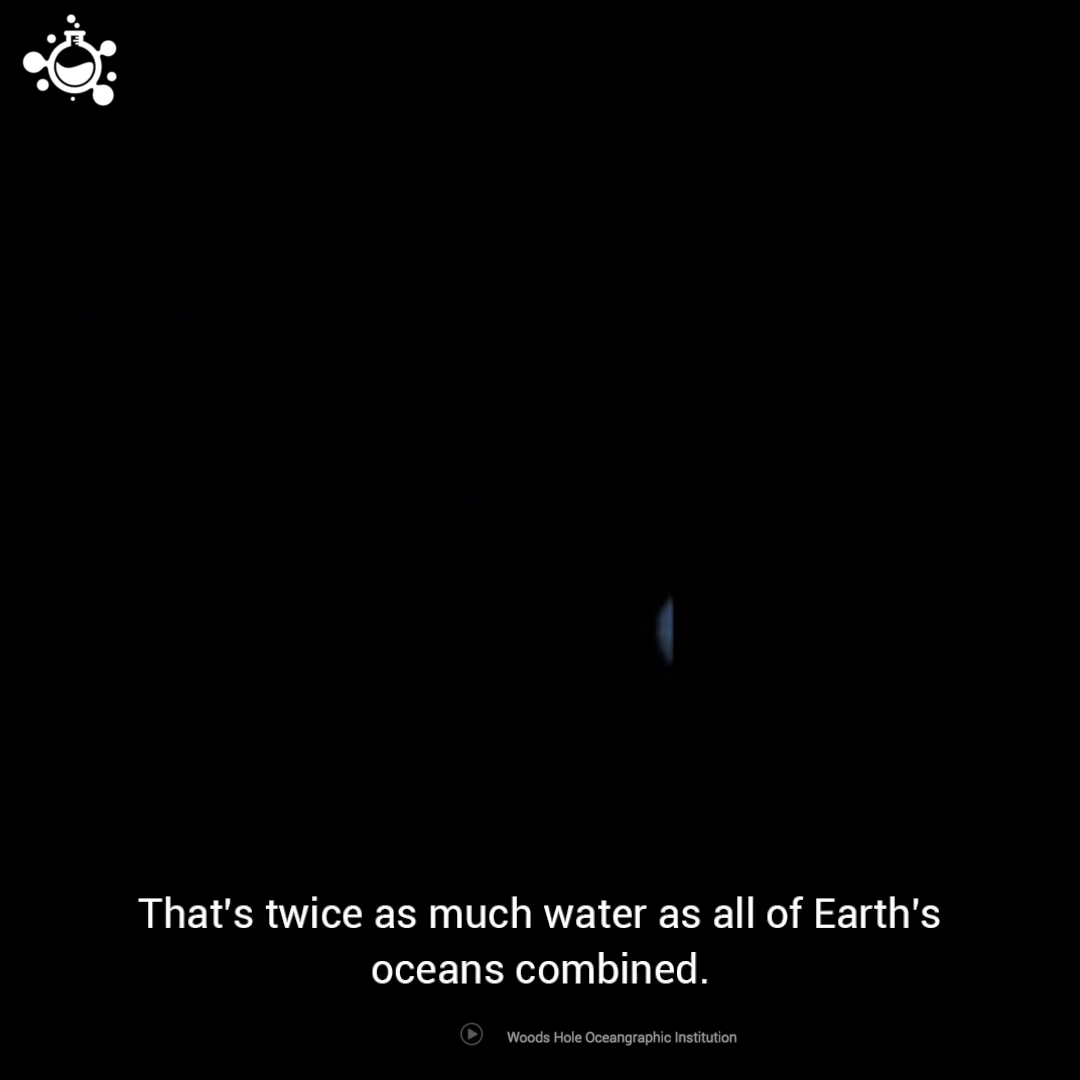 That's twice as much water as all of Earth's
oceans combined.
Woods Hole Oceangraphic Institution